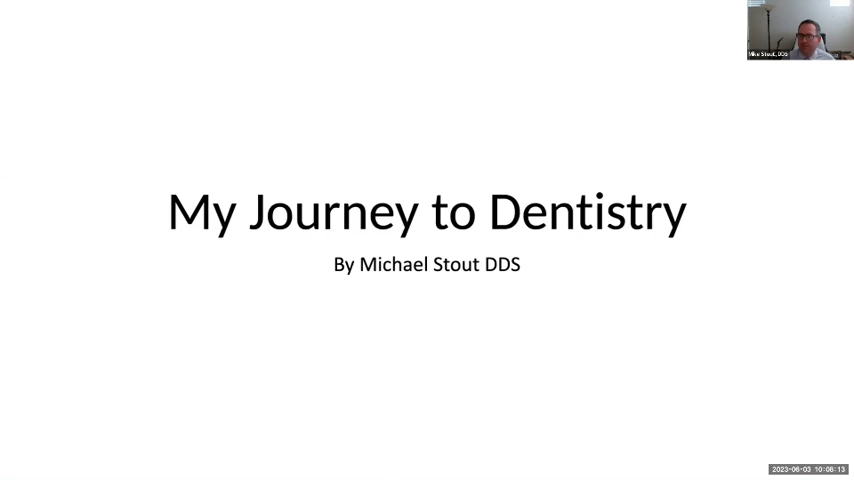 Mike Stout, DDS
My Journey to Dentistry
By Michael Stout DDS
2023-06-03 10:08:13